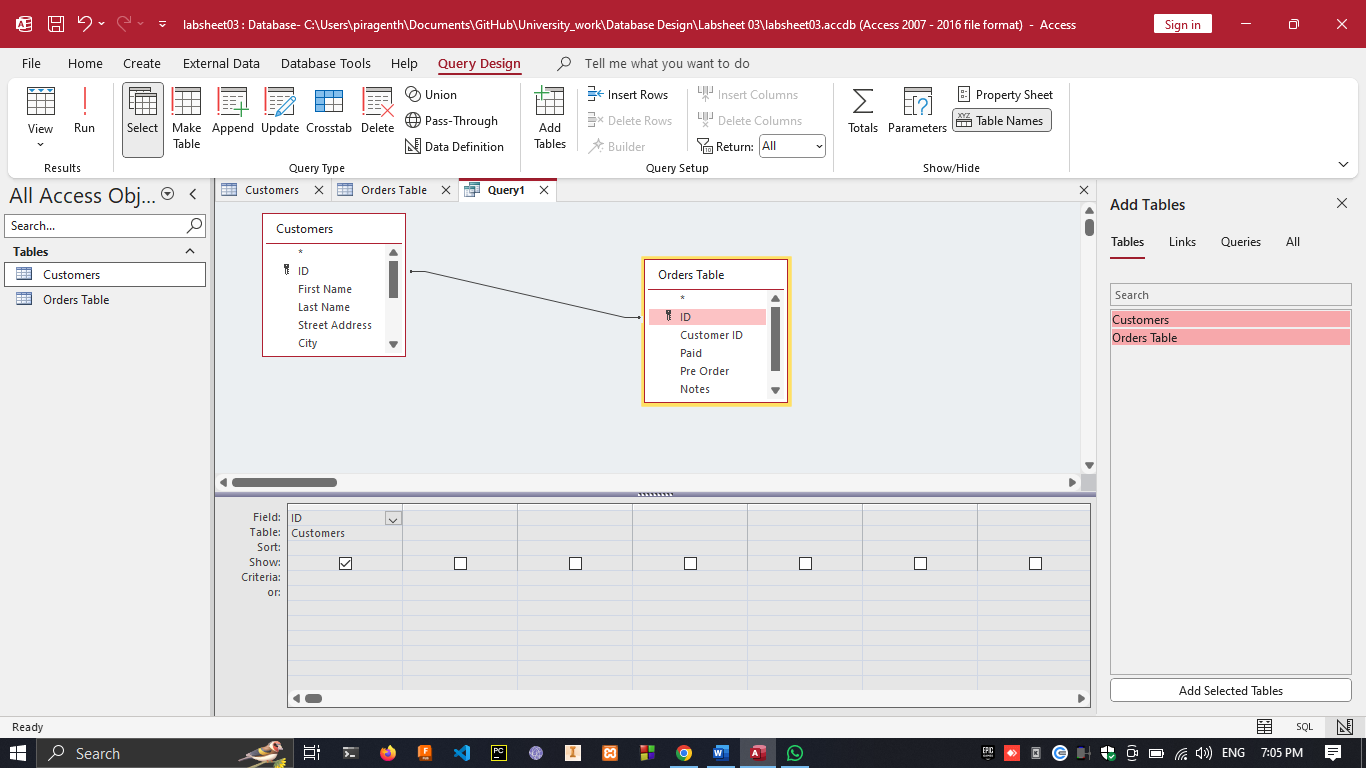 labsheet03 : Database- C:\Users\piragenth\Documents\GitHub\University_work\Database Design\Labsheet 03\labsheet03.accdb (Access 2007 - 2016 file format) - Access
Sign in
File Home Create External Data Database Tools Help Query Design Tell me what you want to do
View
Run
Results
Select
Make Table
Append
Update
Crosstab
Delete
Union
Pass-Through
Data Definition
Query Type
Add Tables
Insert Rows
Delete Rows
Builder
Insert Columns
Delete Columns
Return: All
Query Setup
Totals
Parameters
Property Sheet
XYZ
Table Names
Show/Hide
All Access Obj...
Search...
Tables
Customers
Orders Table
Customers
Orders Table
Query1
Customers
*
ID
First Name
Last Name
Street Address
City
Orders Table
*
ID
Customer ID
Paid
Pre Order
Notes
Field: ID
Table: Customers
Sort:
Show:
Criteria:
or:
Add Tables
Tables Links Queries All
Search
Customers
Orders Table
Add Selected Tables
Ready
SQL
Search
PC
ENG
7:05 PM